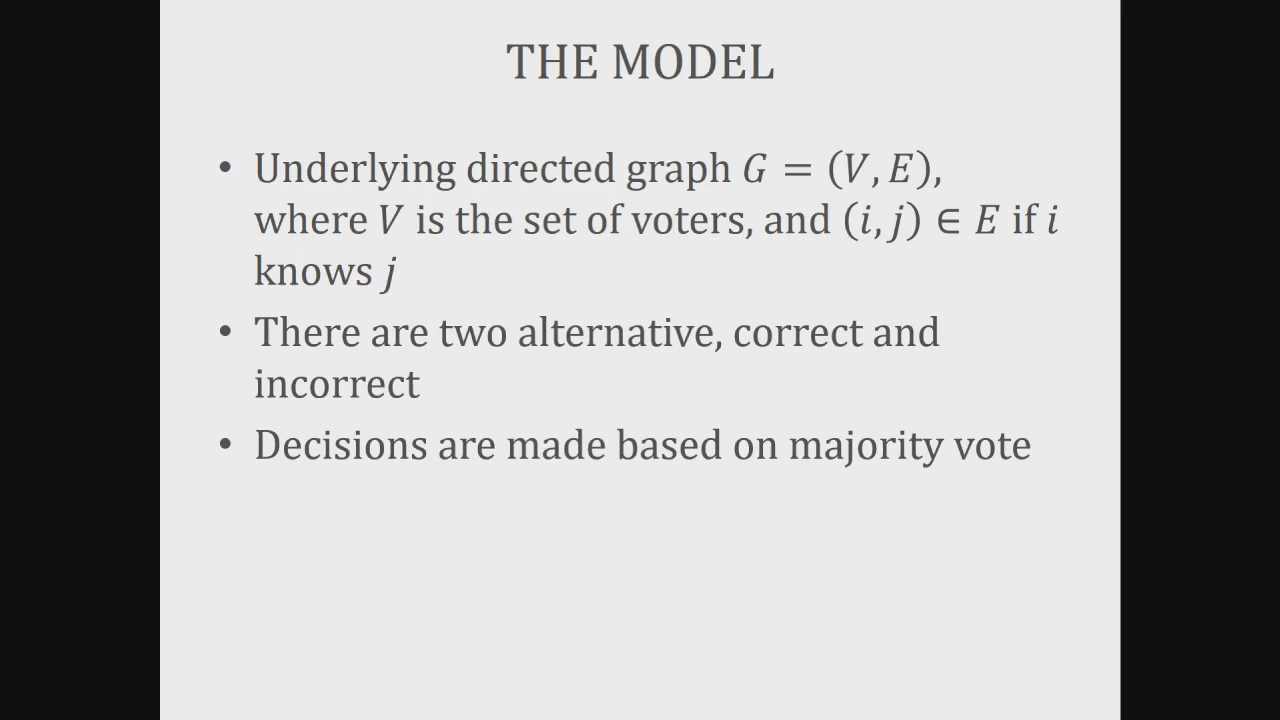 THE MODEL
• Underlying directed graph G = (V, E),
where V is the set of voters, and (i, j) ∈ E if i
knows j
• There are two alternative, correct and
incorrect
• Decisions are made based on majority vote